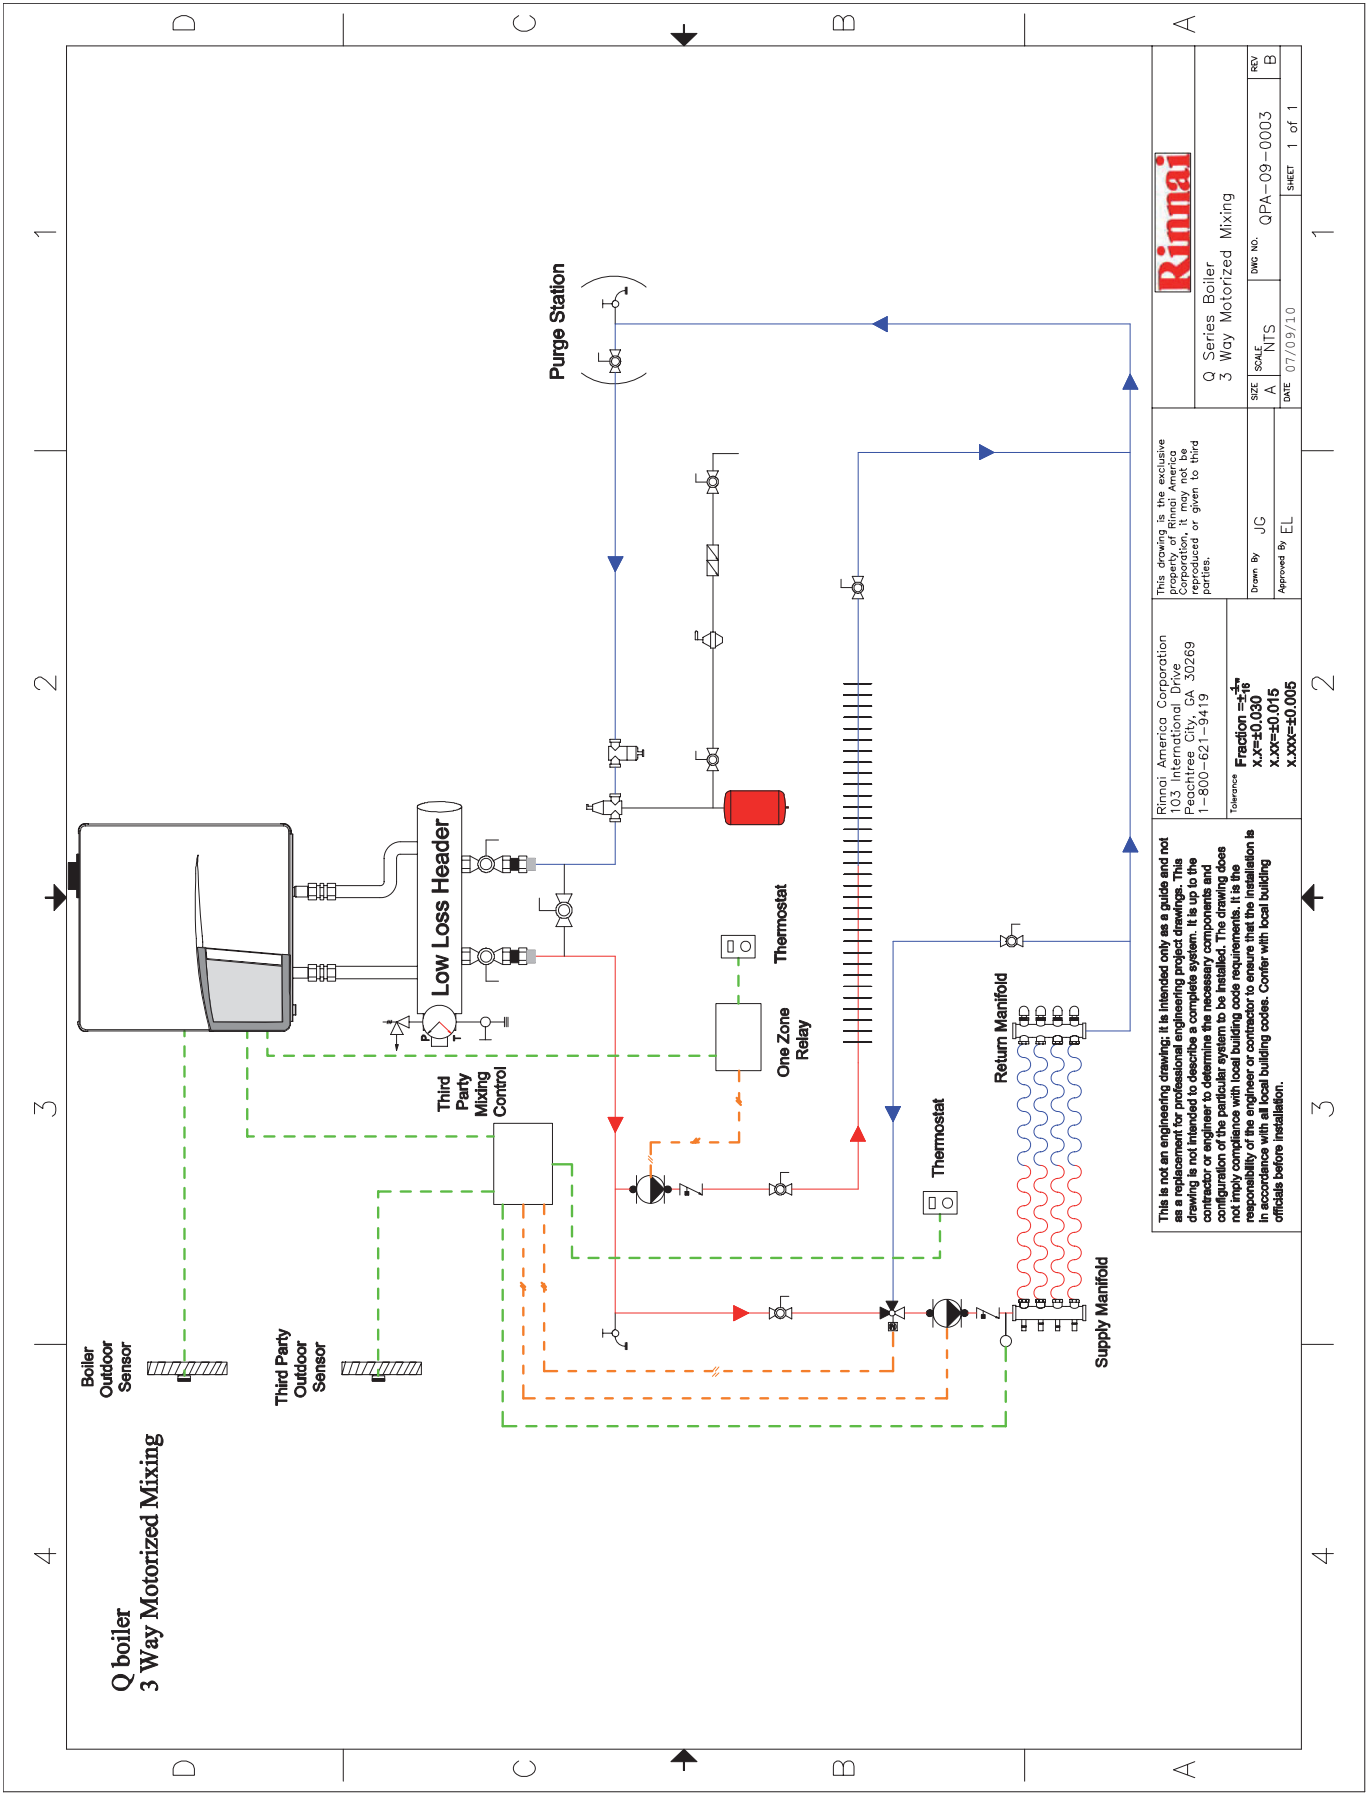 Q boiler
3 Way Motorized Mixing
Boiler
Outdoor
Sensor
Third Party
Outdoor
Sensor
Third
Party
Mixing
Control
Low Loss Header
P
T
One Zone
Relay
Thermostat
Thermostat
Purge Station
Supply Manifold
Return Manifold
This is not an engineering drawing; it is intended only as a guide and not
as a replacement for professional engineering project drawings. This
drawing is not intended to describe a complete system. It is up to the
contractor or engineer to determine the necessary components and
configuration of the particular system to be installed. The drawing does
not imply compliance with local building code requirements. It is the
responsibility of the engineer or contractor to ensure that the installation is
in accordance with all local building codes. Confer with local building
officials before installation.
Rinnai America Corporation
103 International Drive
Peachtree City, GA 30269
1-800-621-9419
Tolerance
Fraction =±1/16"
X.X=±0.030
X.XX=±0.015
X.XXX=±0.005
This drawing is the exclusive
property of Rinnai America
Corporation, it may not be
reproduced or given to third
parties.
Drawn By JG
Approved By EL
Rinnai
Q Series Boiler
3 Way Motorized Mixing
SIZE A
SCALE NTS
DWG NO. QPA-09-0003
REV B
DATE 07/09/10
SHEET 1 of 1
4
3
2
1
4
3
2
1
D
C
B
A
D
C
B
A